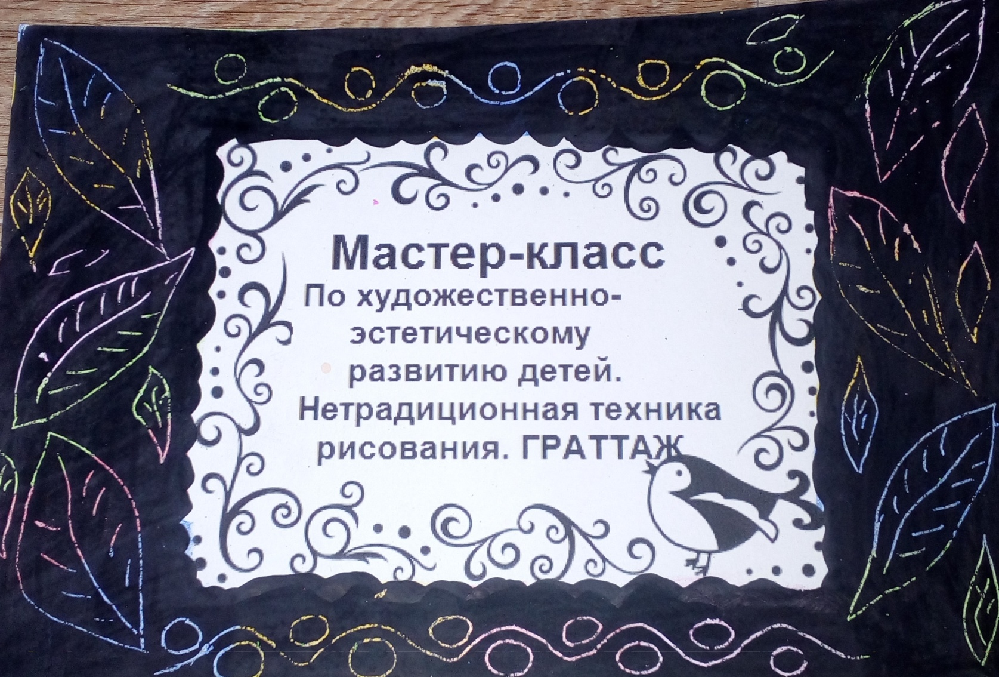 Мастер-класс
По художественно-
эстетическому
развитию детей.
Нетрадиционная техника
рисования. ГРАТТАЖ